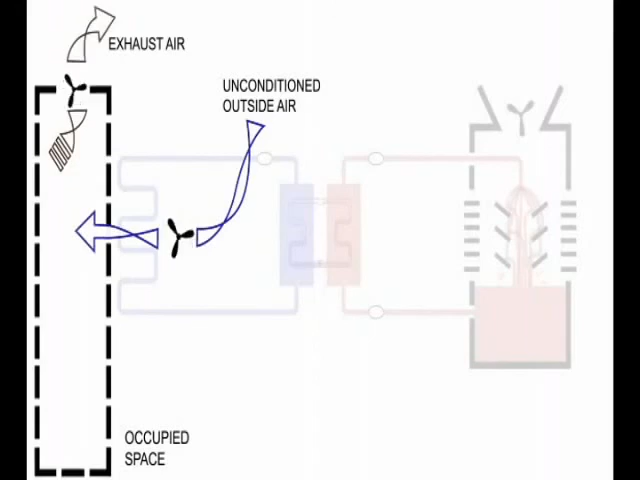 EXHAUST AIR
UNCONDITIONED
OUTSIDE AIR
OCCUPIED
SPACE